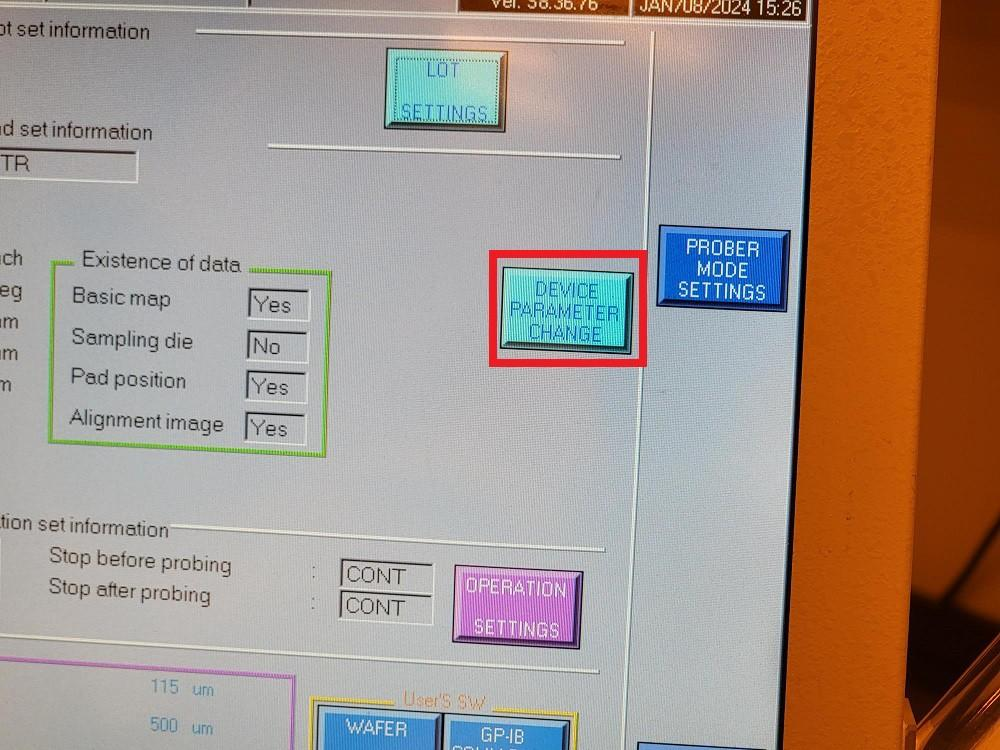 Ver. S8.36.76 JAN/08/2024 15:26
ot set information
LOT
SETTINGS
d set information
TR
PROBER
MODE
SETTINGS
Existence of data
Basic map Yes
Sampling die No
Pad position Yes
Alignment image Yes
DEVICE
PARAMETER
CHANGE
ch
eg
m
m
m
tion set information
Stop before probing : CONT
Stop after probing : CONT
OPERATION
SETTINGS
115 um
500 um
User'S SW
WAFER
GP-IB